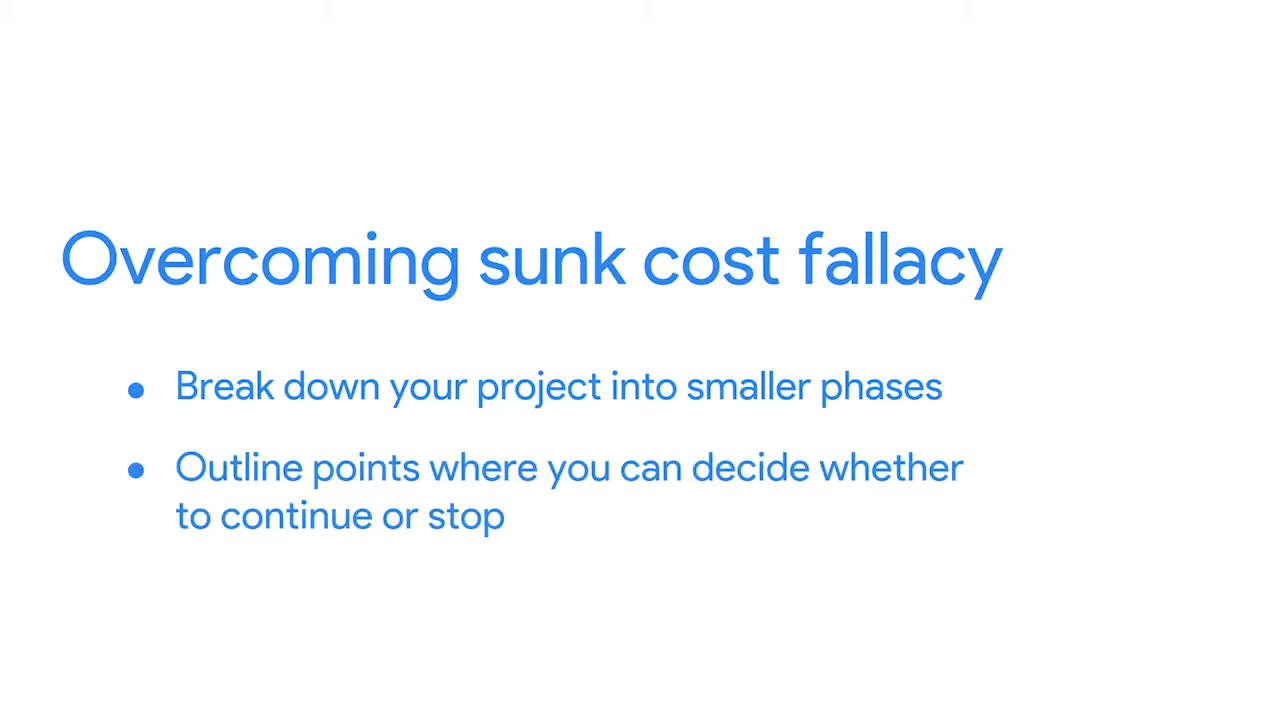 Overcoming sunk cost fallacy
• Break down your project into smaller phases
• Outline points where you can decide whether
to continue or stop